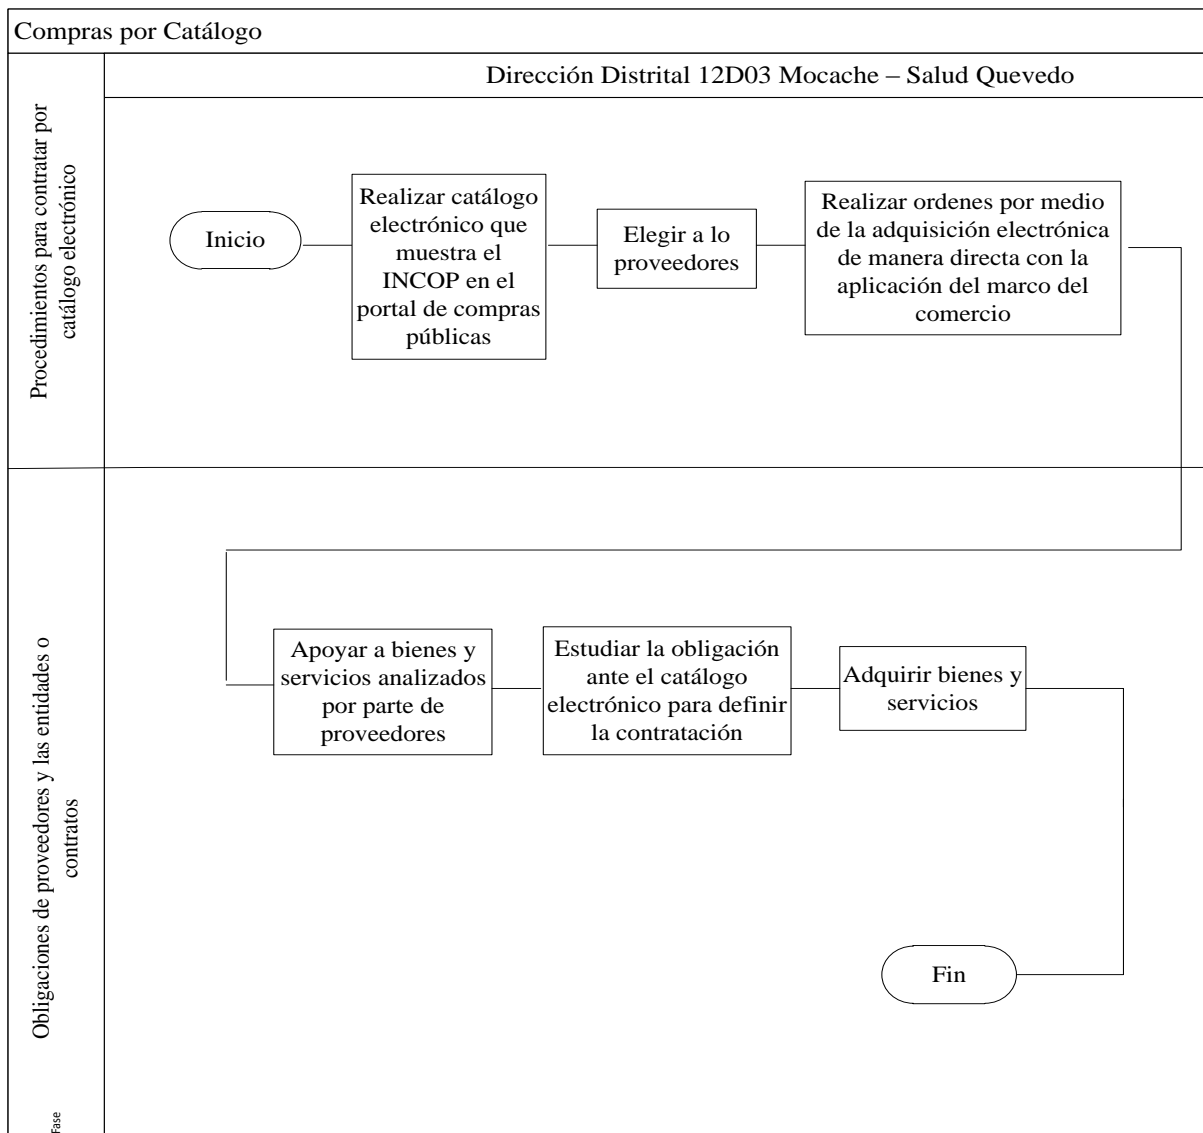 Compras por Catálogo
Dirección Distrital 12D03 Mocache – Salud Quevedo
Procedimientos para contratar por
catálogo electrónico
Inicio
Realizar catálogo
electrónico que
muestra el
INCOP en el
portal de compras
públicas
Elegir a lo
proveedores
Realizar ordenes por medio
de la adquisición electrónica
de manera directa con la
aplicación del marco del
comercio
Obligaciones de proveedores y las entidades o
contratos
Apoyar a bienes y
servicios analizados
por parte de
proveedores
Estudiar la obligación
ante el catálogo
electrónico para definir
la contratación
Adquirir bienes y
servicios
Fin
Fase